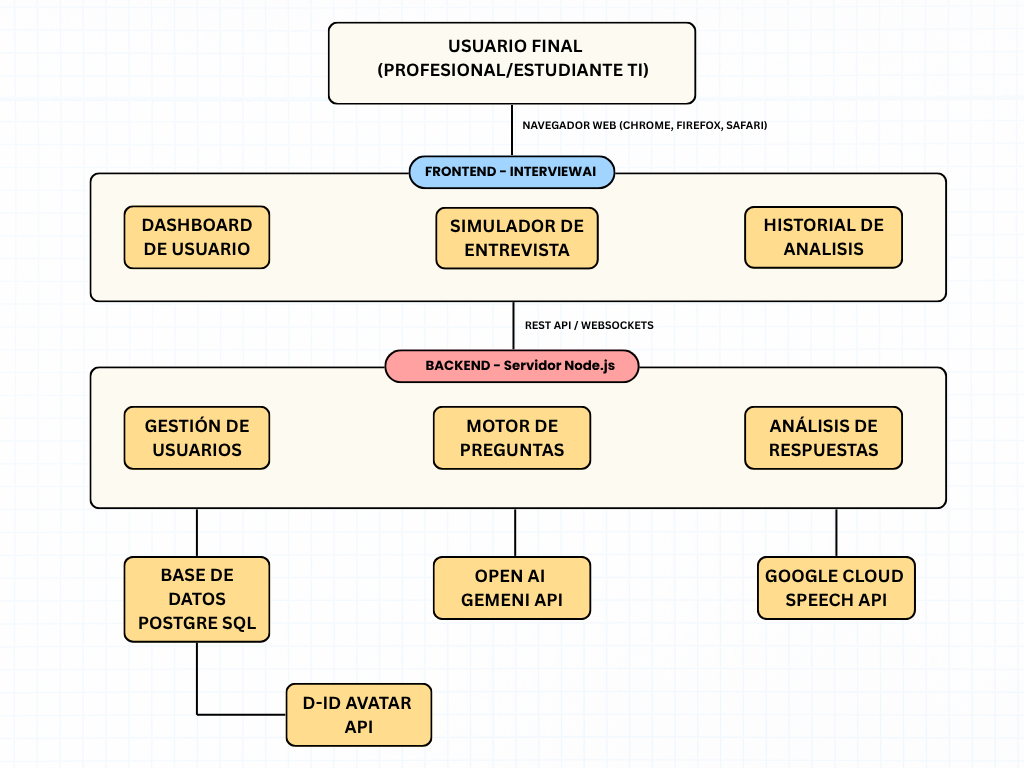 USUARIO FINAL
(PROFESIONAL/ESTUDIANTE TI)
NAVEGADOR WEB (CHROME, FIREFOX, SAFARI)
FRONTEND - INTERVIEWAI
DASHBOARD
DE USUARIO
SIMULADOR DE
ENTREVISTA
HISTORIAL DE
ANALISIS
REST API / WEBSOCKETS
BACKEND - Servidor Node.js
GESTIÓN DE
USUARIOS
MOTOR DE
PREGUNTAS
ANÁLISIS DE
RESPUESTAS
BASE DE
DATOS
POSTGRE SQL
OPEN AI
GEMENI API
GOOGLE CLOUD
SPEECH API
D-ID AVATAR
API